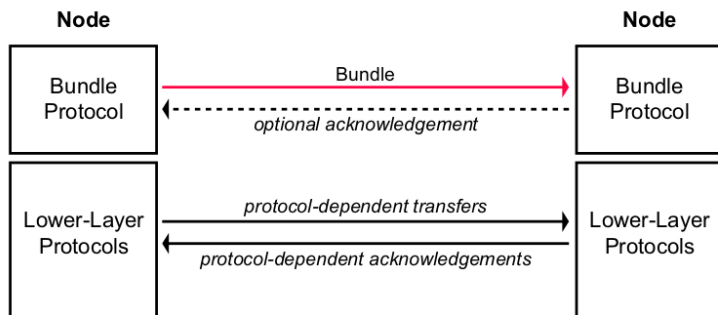 Node
Node
Bundle
Protocol
Bundle
optional acknowledgement
Bundle
Protocol
Lower-Layer
Protocols
protocol-dependent transfers
protocol-dependent acknowledgements
Lower-Layer
Protocols